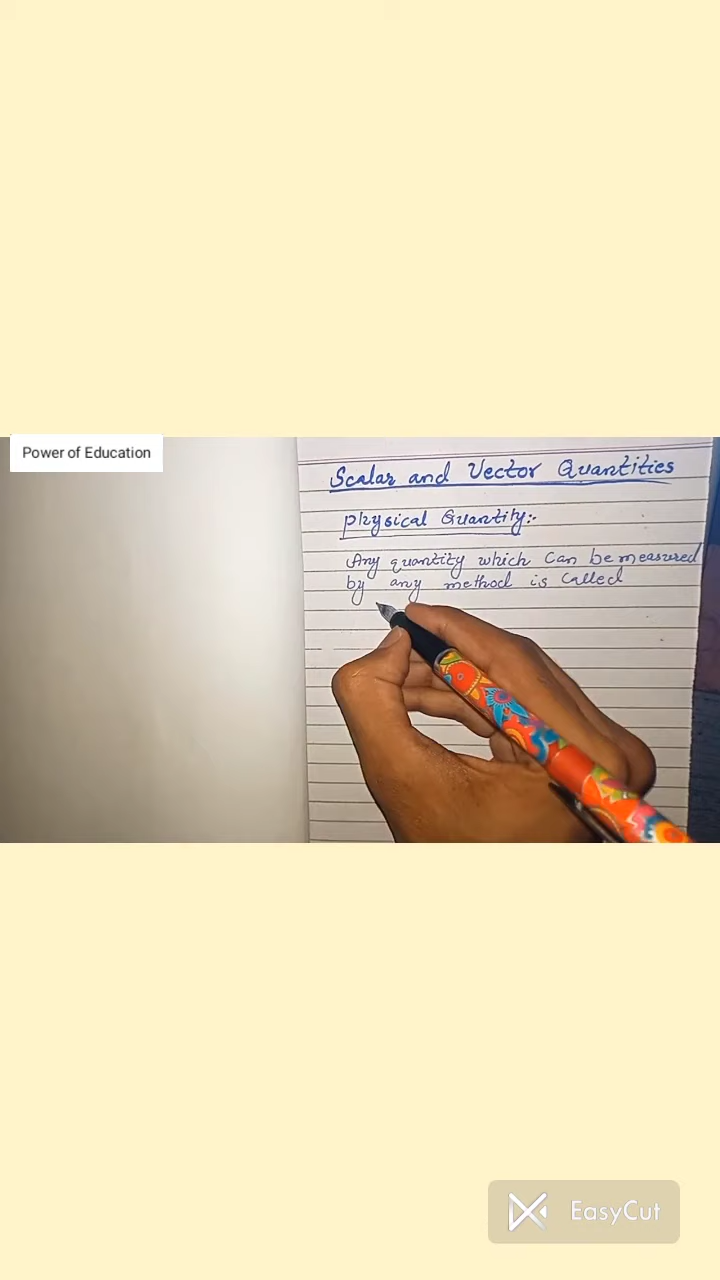 Power of Education
Scalar and Vector Quantities
Physical Quantity:-
Any quantity which can be measured
by any method is called
EasyCut